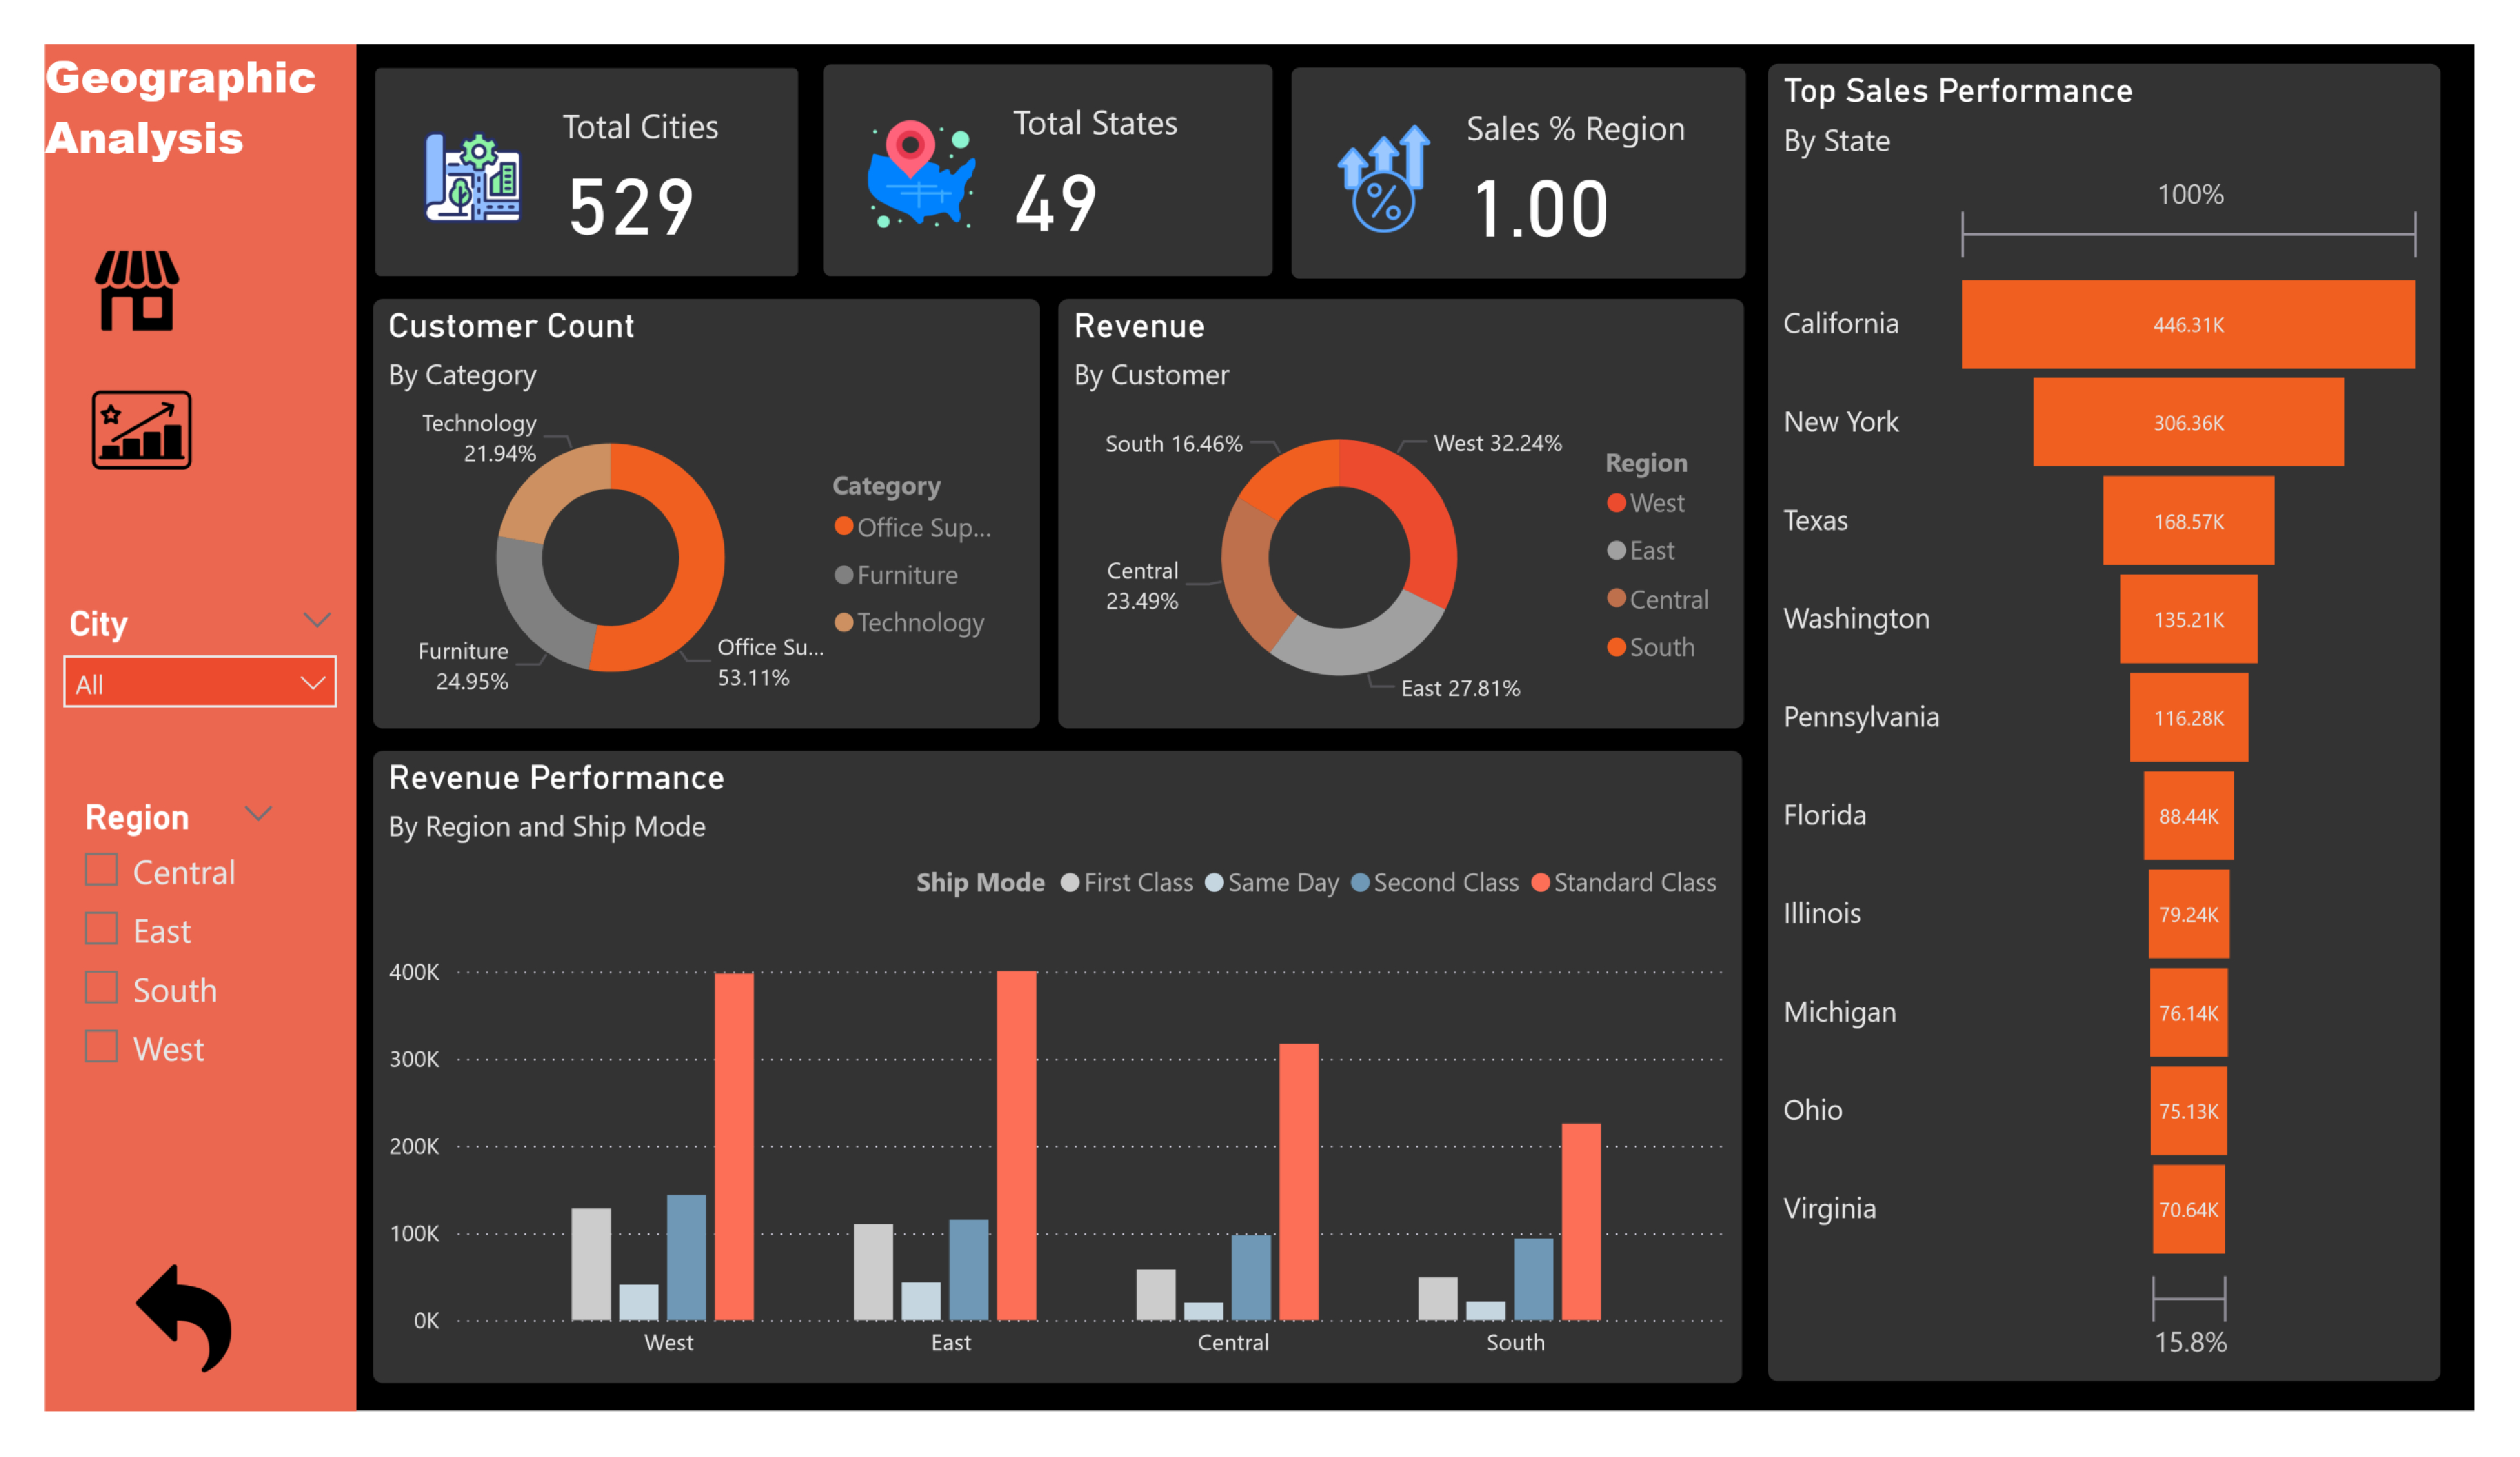 Geographic
Analysis
City
All
Region
Central
East
South
West
Total Cities
529
Total States
49
Sales % Region
1.00
Customer Count
By Category
Technology
21.94%
Furniture
24.95%
Office Su...
53.11%
Category
Office Sup...
Furniture
Technology
Revenue
By Customer
South 16.46%
West 32.24%
Central
23.49%
East 27.81%
Region
West
East
Central
South
Revenue Performance
By Region and Ship Mode
Ship Mode First Class Same Day Second Class Standard Class
400K
300K
200K
100K
0K
West East Central South
Top Sales Performance
By State
100%
California 446.31K
New York 306.36K
Texas 168.57K
Washington 135.21K
Pennsylvania 116.28K
Florida 88.44K
Illinois 79.24K
Michigan 76.14K
Ohio 75.13K
Virginia 70.64K
15.8%